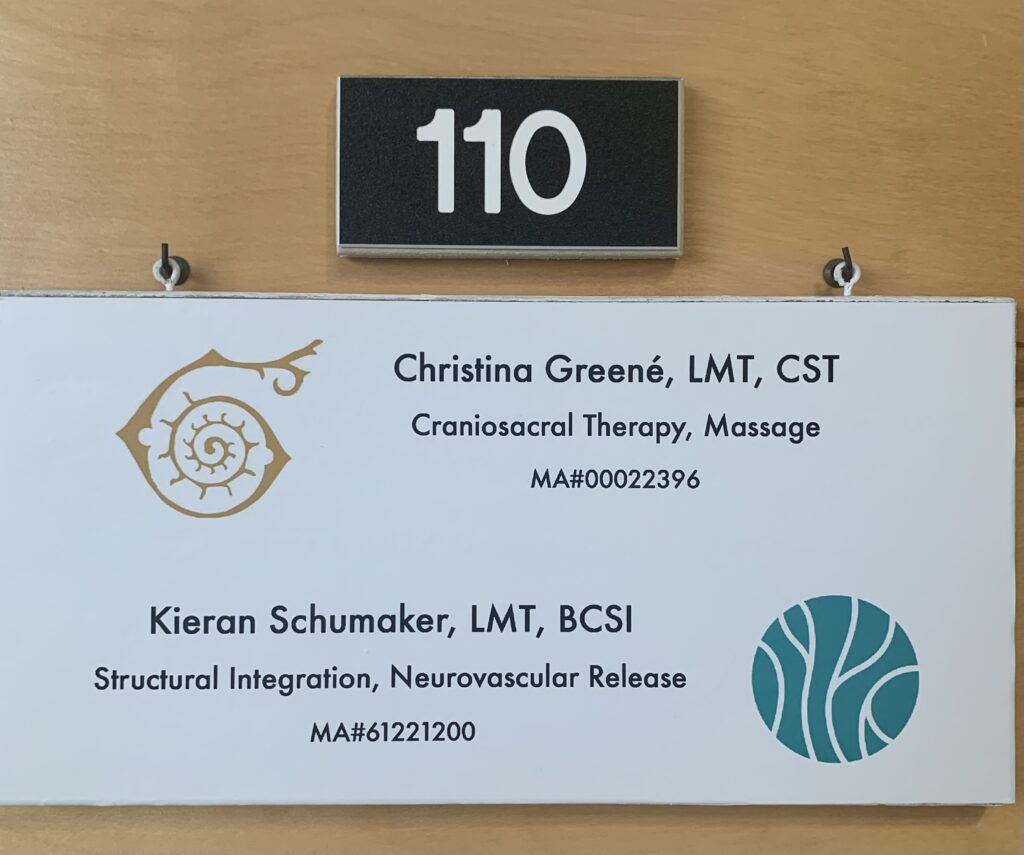 110
Christina Greené, LMT, CST
Craniosacral Therapy, Massage
MA#00022396
Kieran Schumaker, LMT, BCSI
Structural Integration, Neurovascular Release
MA#61221200